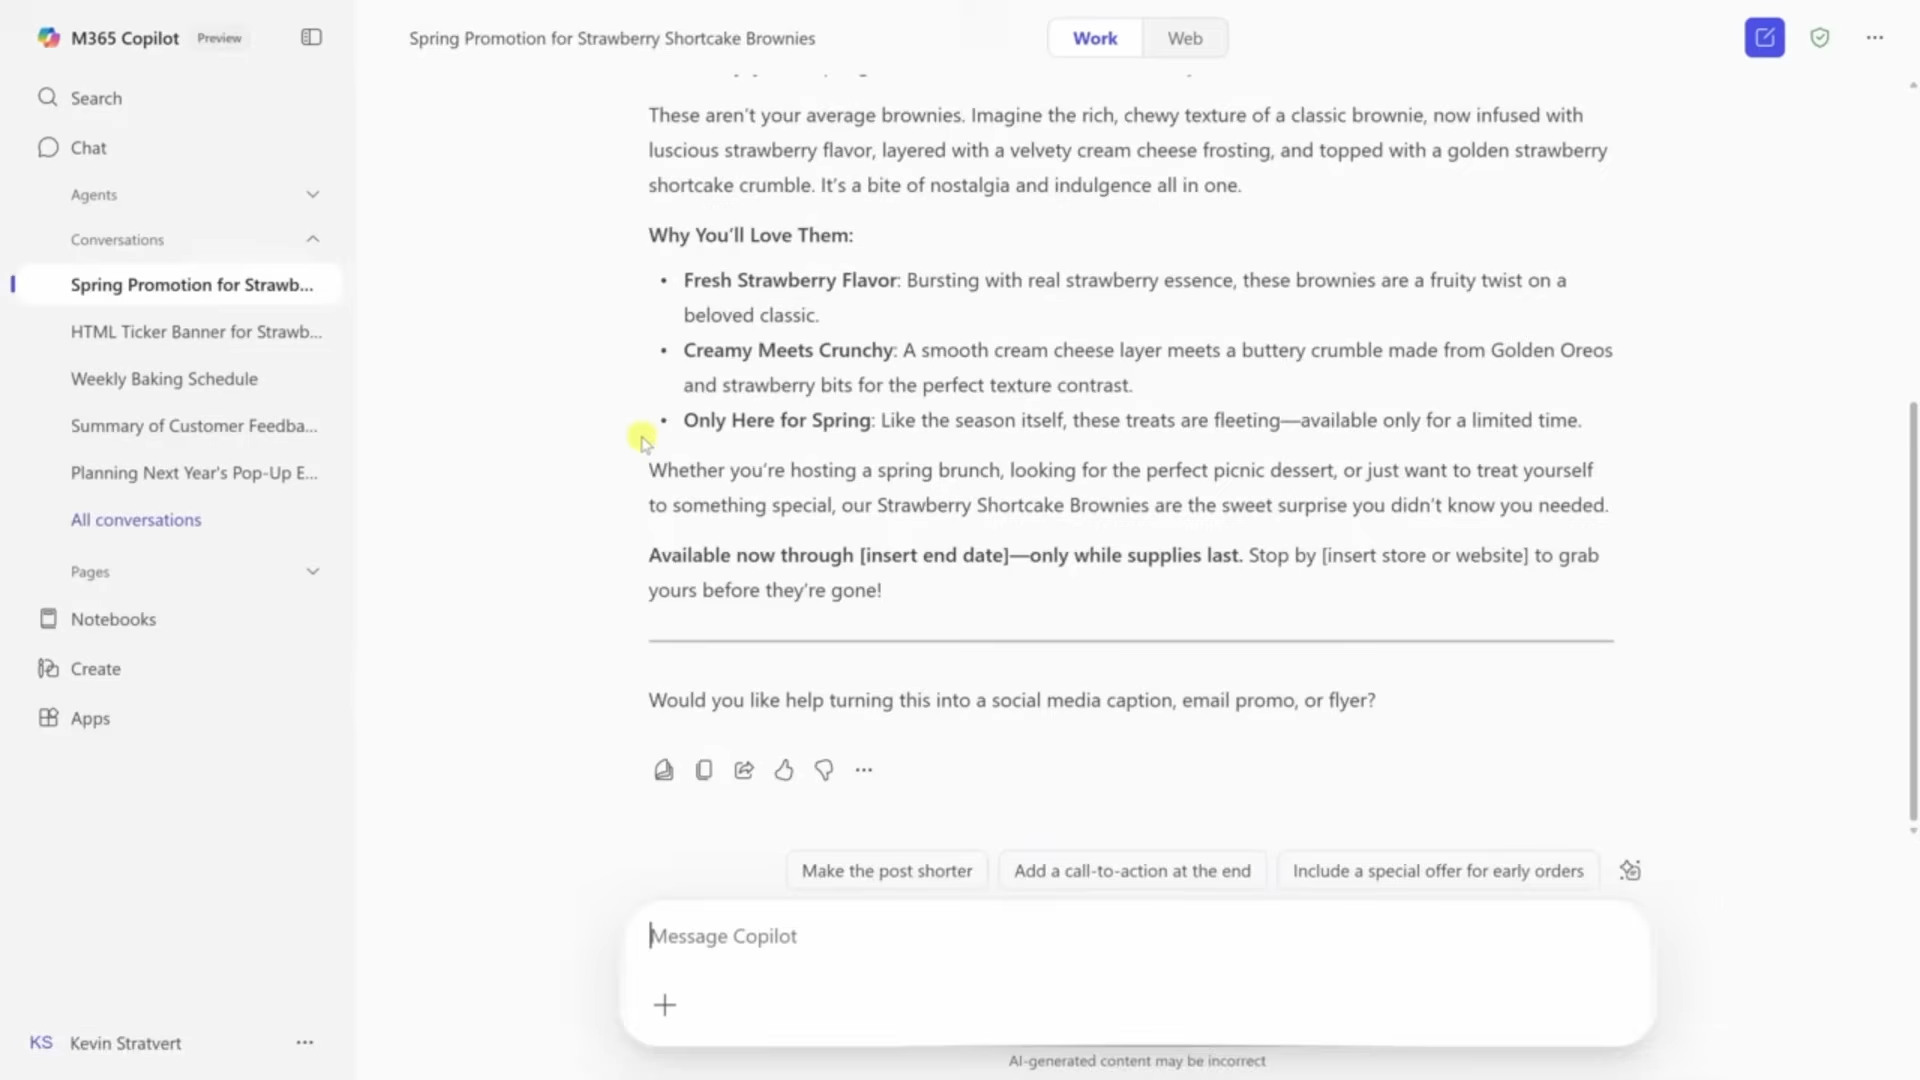 M365 Copilot Preview
Spring Promotion for Strawberry Shortcake Brownies
Work
Web
Search
Chat
Agents
Conversations
Spring Promotion for Strawb...
HTML Ticker Banner for Strawb...
Weekly Baking Schedule
Summary of Customer Feedba...
Planning Next Year's Pop-Up E...
All conversations
Pages
Notebooks
Create
Apps
KS Kevin Stratvert
These aren’t your average brownies. Imagine the rich, chewy texture of a classic brownie, now infused with
luscious strawberry flavor, layered with a velvety cream cheese frosting, and topped with a golden strawberry
shortcake crumble. It’s a bite of nostalgia and indulgence all in one.
Why You’ll Love Them:
• Fresh Strawberry Flavor: Bursting with real strawberry essence, these brownies are a fruity twist on a
beloved classic.
• Creamy Meets Crunchy: A smooth cream cheese layer meets a buttery crumble made from Golden Oreos
and strawberry bits for the perfect texture contrast.
• Only Here for Spring: Like the season itself, these treats are fleeting—available only for a limited time.
Whether you’re hosting a spring brunch, looking for the perfect picnic dessert, or just want to treat yourself
to something special, our Strawberry Shortcake Brownies are the sweet surprise you didn’t know you needed.
Available now through [insert end date]—only while supplies last. Stop by [insert store or website] to grab
yours before they’re gone!
Would you like help turning this into a social media caption, email promo, or flyer?
Make the post shorter
Add a call-to-action at the end
Include a special offer for early orders
Message Copilot
AI-generated content may be incorrect